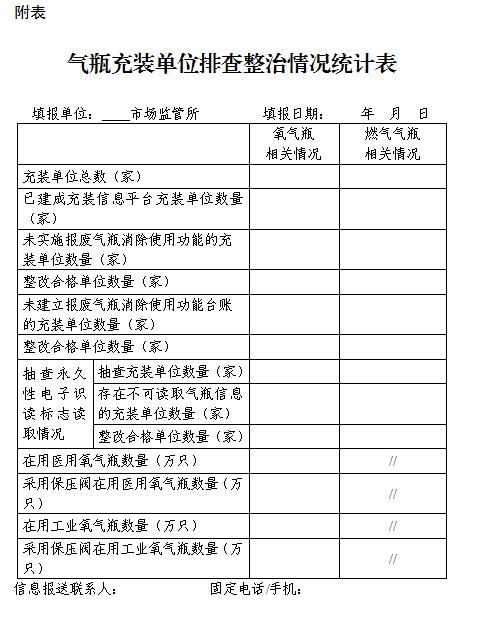 附表
气瓶充装单位排查整治情况统计表
填报单位：____市场监管所 填报日期： 年 月 日
氧气瓶 燃气气瓶
相关情况 相关情况
充装单位总数（家）
已建成充装信息平台充装单位数量
（家）
未实施报废气瓶消除使用功能的充
装单位数量（家）
整改合格单位数量（家）
未建立报废气瓶消除使用功能台账
的充装单位数量（家）
整改合格单位数量（家）
抽查永久
性电子识
读标志读
取情况
抽查充装单位数量（家）
存在不可读取气瓶信息
的充装单位数量（家）
整改合格单位数量（家）
在用医用氧气瓶数量（万只） //
采用保压阀在用医用氧气瓶数量（万
只） //
在用工业氧气瓶数量（万只） //
采用保压阀在用工业氧气瓶数量（万
只） //
信息报送联系人： 固定电话/手机：